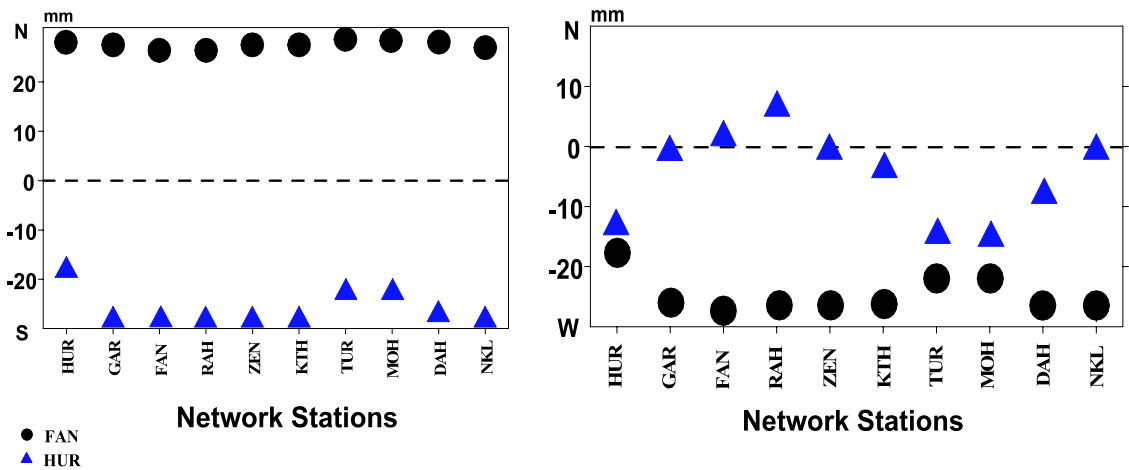 mm
N
20
10
0
-10
-20
S
HUR
GAR
FAN
RAH
ZEN
KTH
TUR
MOH
DAH
NKL
Network Stations
FAN
HUR
mm
N
10
0
-10
-20
W
HUR
GAR
FAN
RAH
ZEN
KTH
TUR
MOH
DAH
NKL
Network Stations